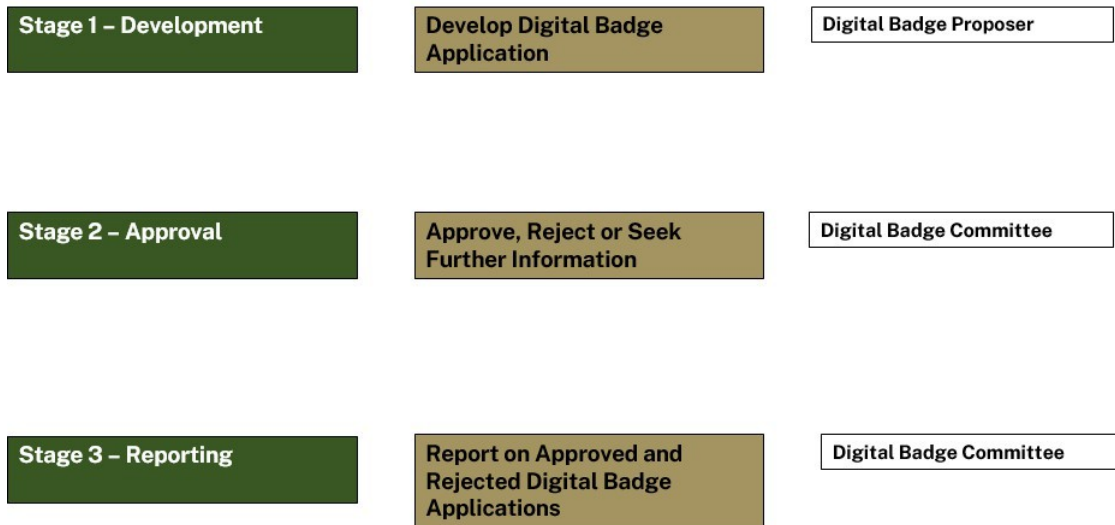 Stage 1 – Development
Develop Digital Badge
Application
Digital Badge Proposer
Stage 2 – Approval
Approve, Reject or Seek
Further Information
Digital Badge Committee
Stage 3 – Reporting
Report on Approved and
Rejected Digital Badge
Applications
Digital Badge Committee